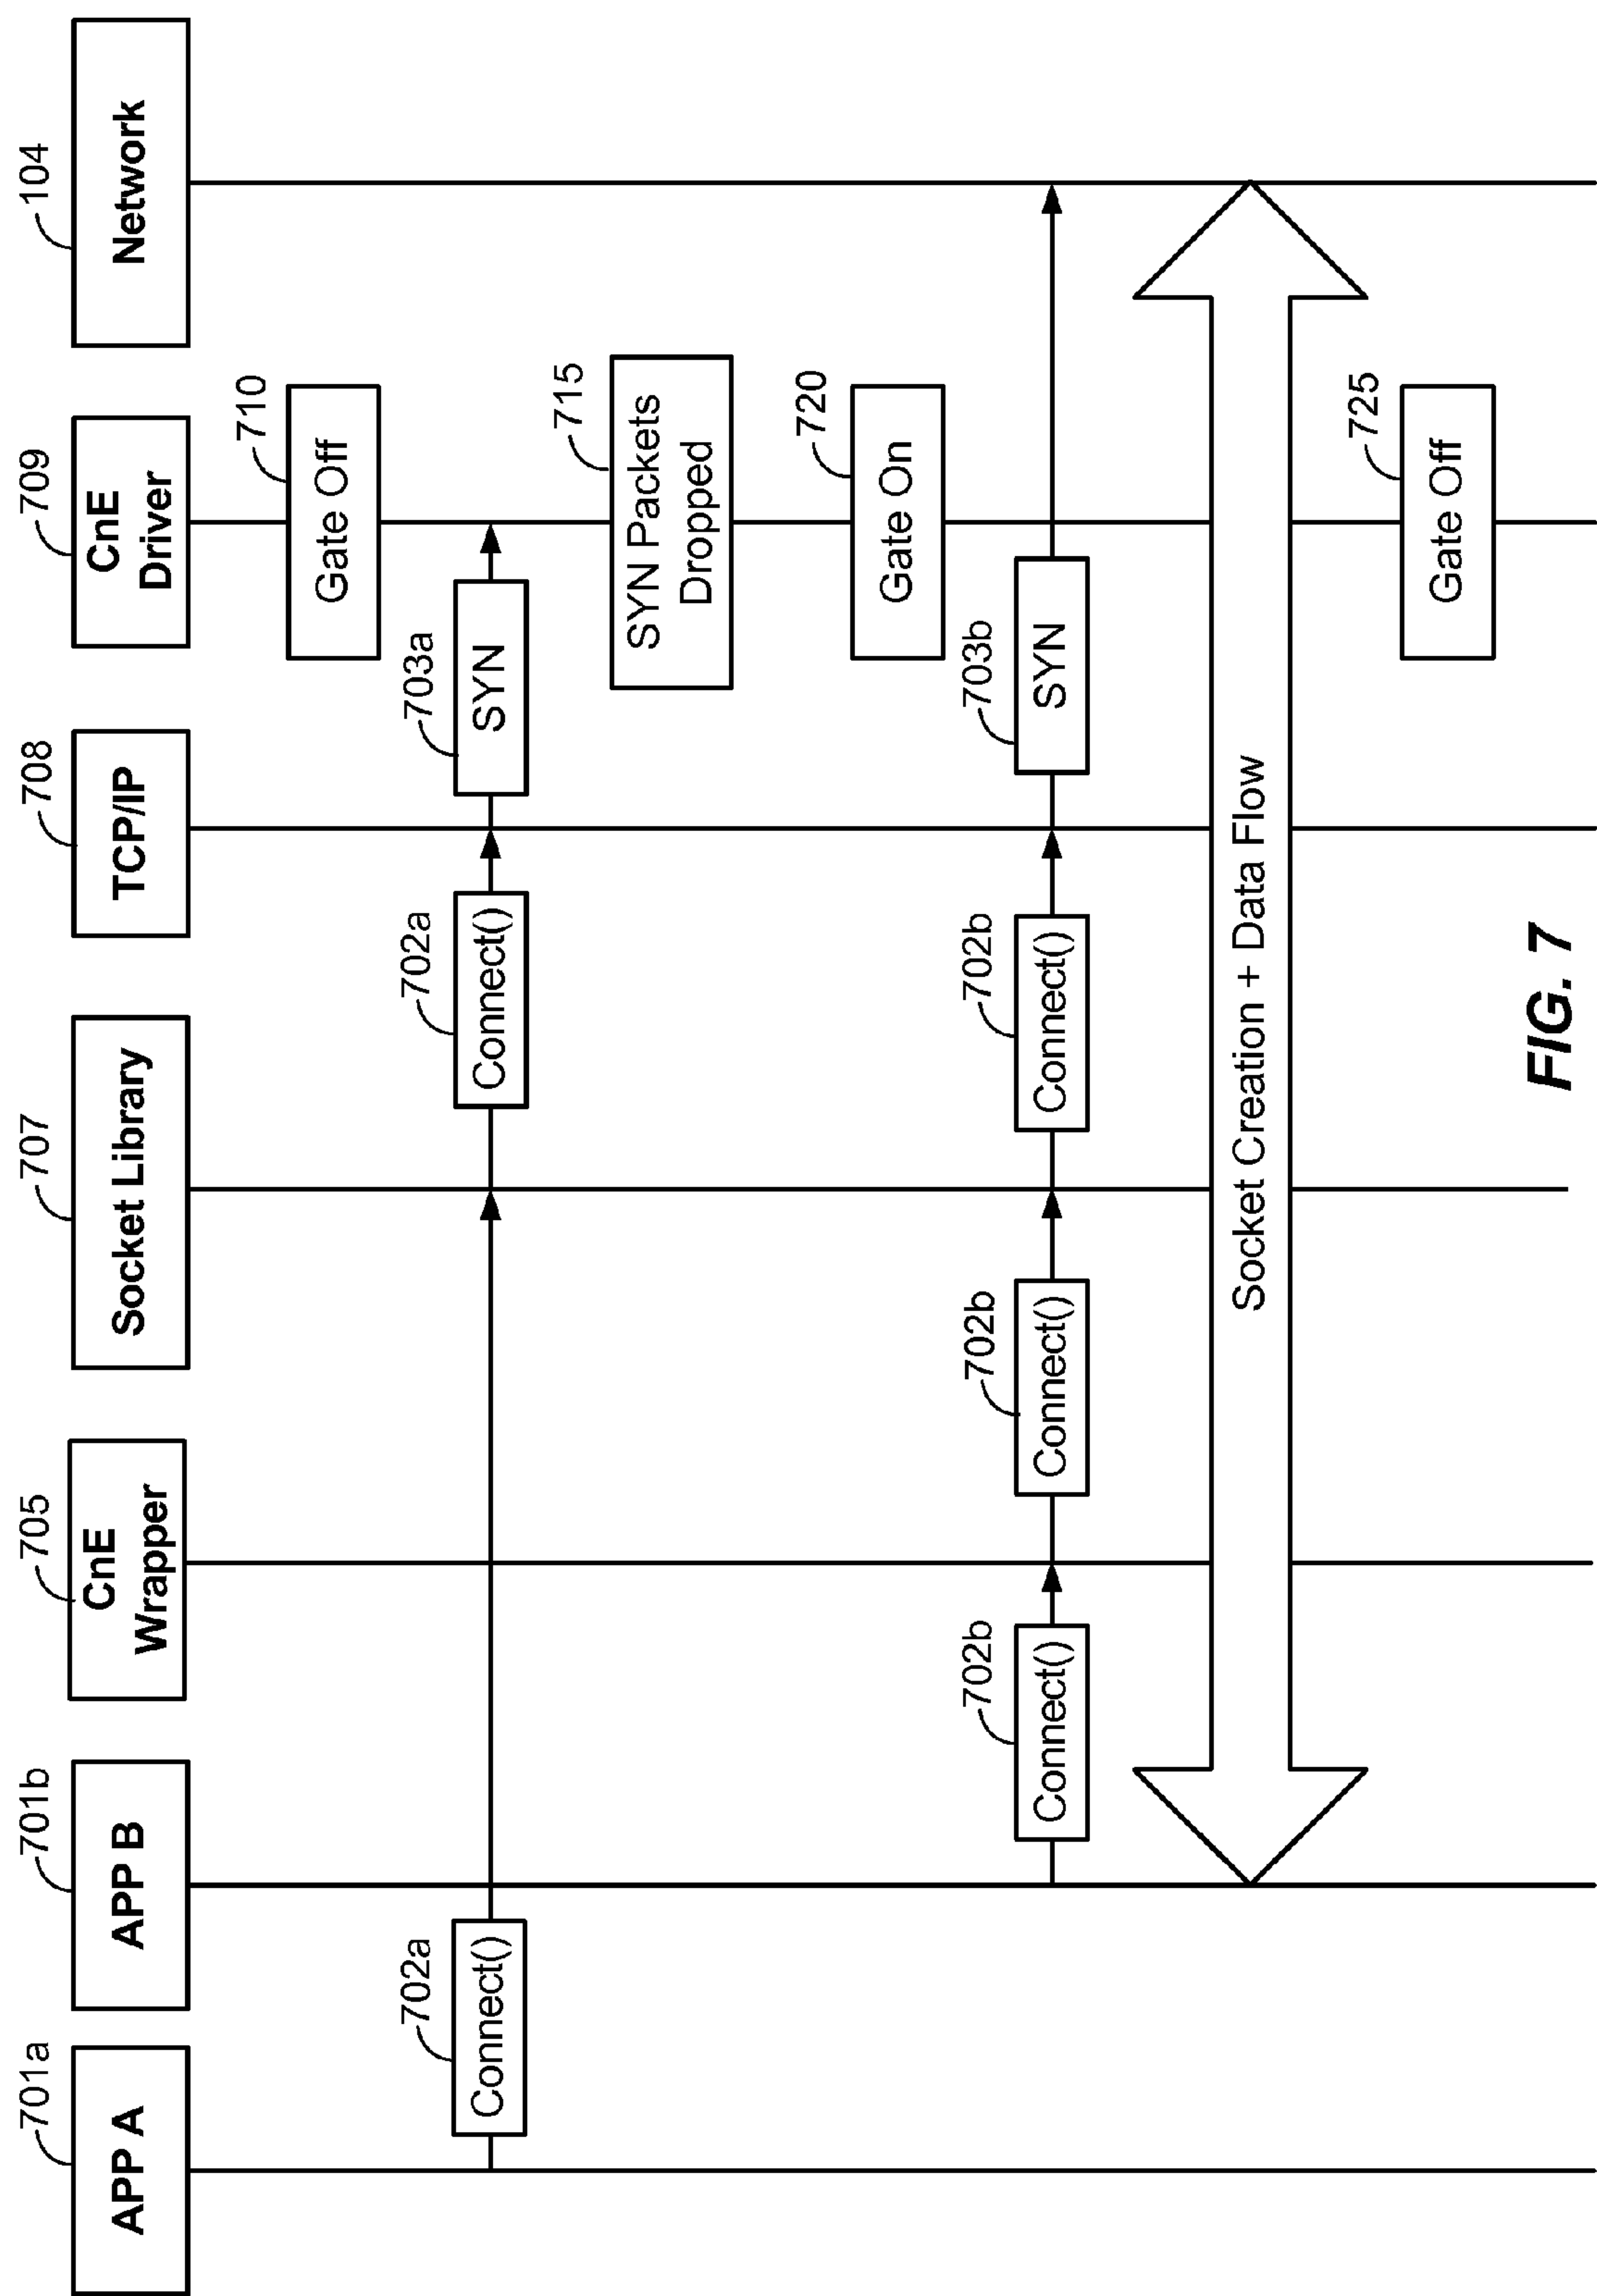 701a
701b
705
707
708
709
104
APP A
APP B
CnE
Wrapper
Socket Library
TCP/IP
CnE
Driver
Network
710
Gate Off
702a
702a
703a
Connect()
Connect()
SYN
715
SYN Packets
Dropped
720
Gate On
702b
702b
702b
703b
Connect()
Connect()
Connect()
SYN
Socket Creation + Data Flow
725
Gate Off
FIG. 7